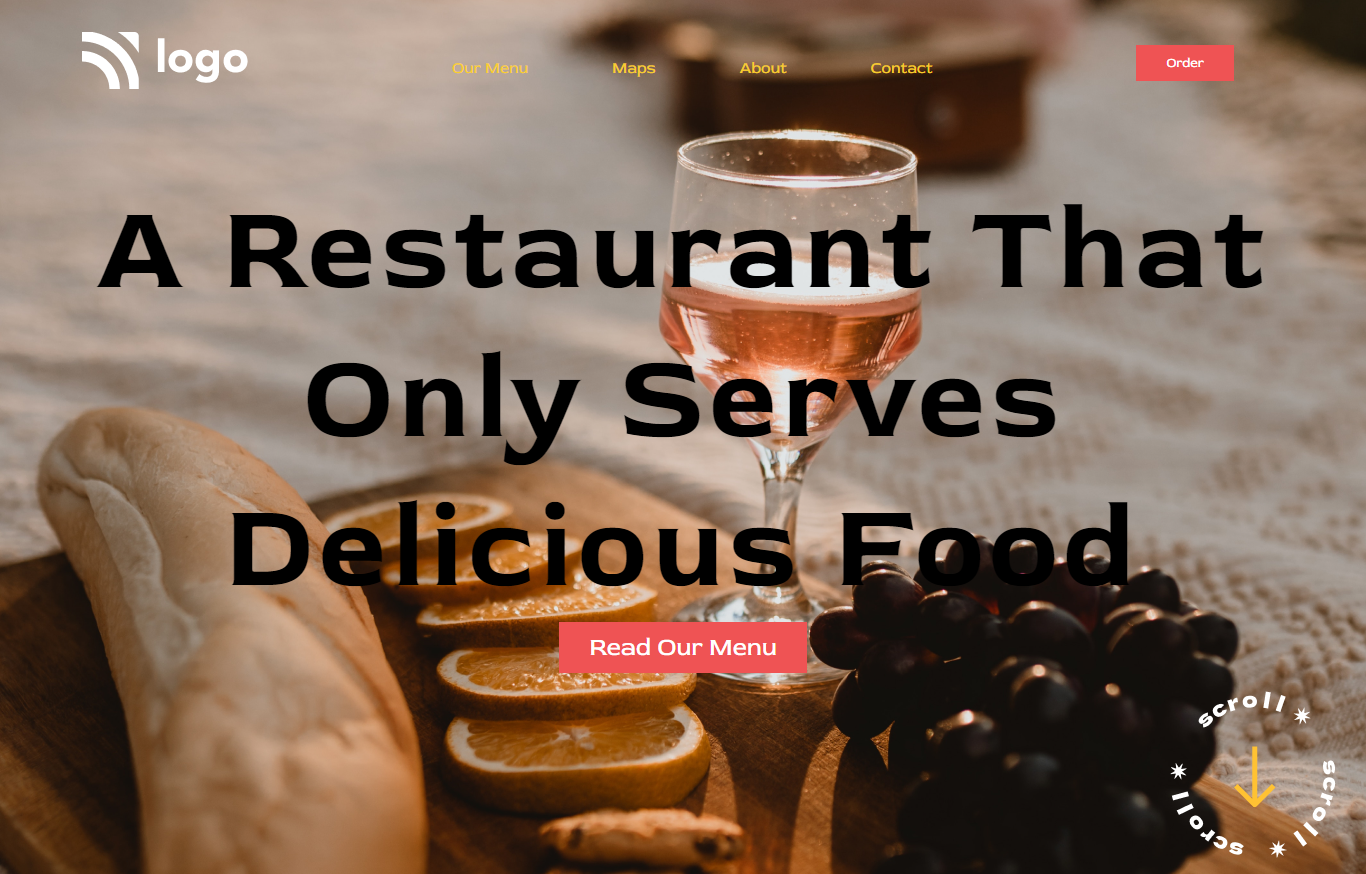 logo
Our Menu
Maps
About
Contact
Order
A Restaurant That
Only Serves
Delicious Food
Read Our Menu
scroll
scroll
scroll